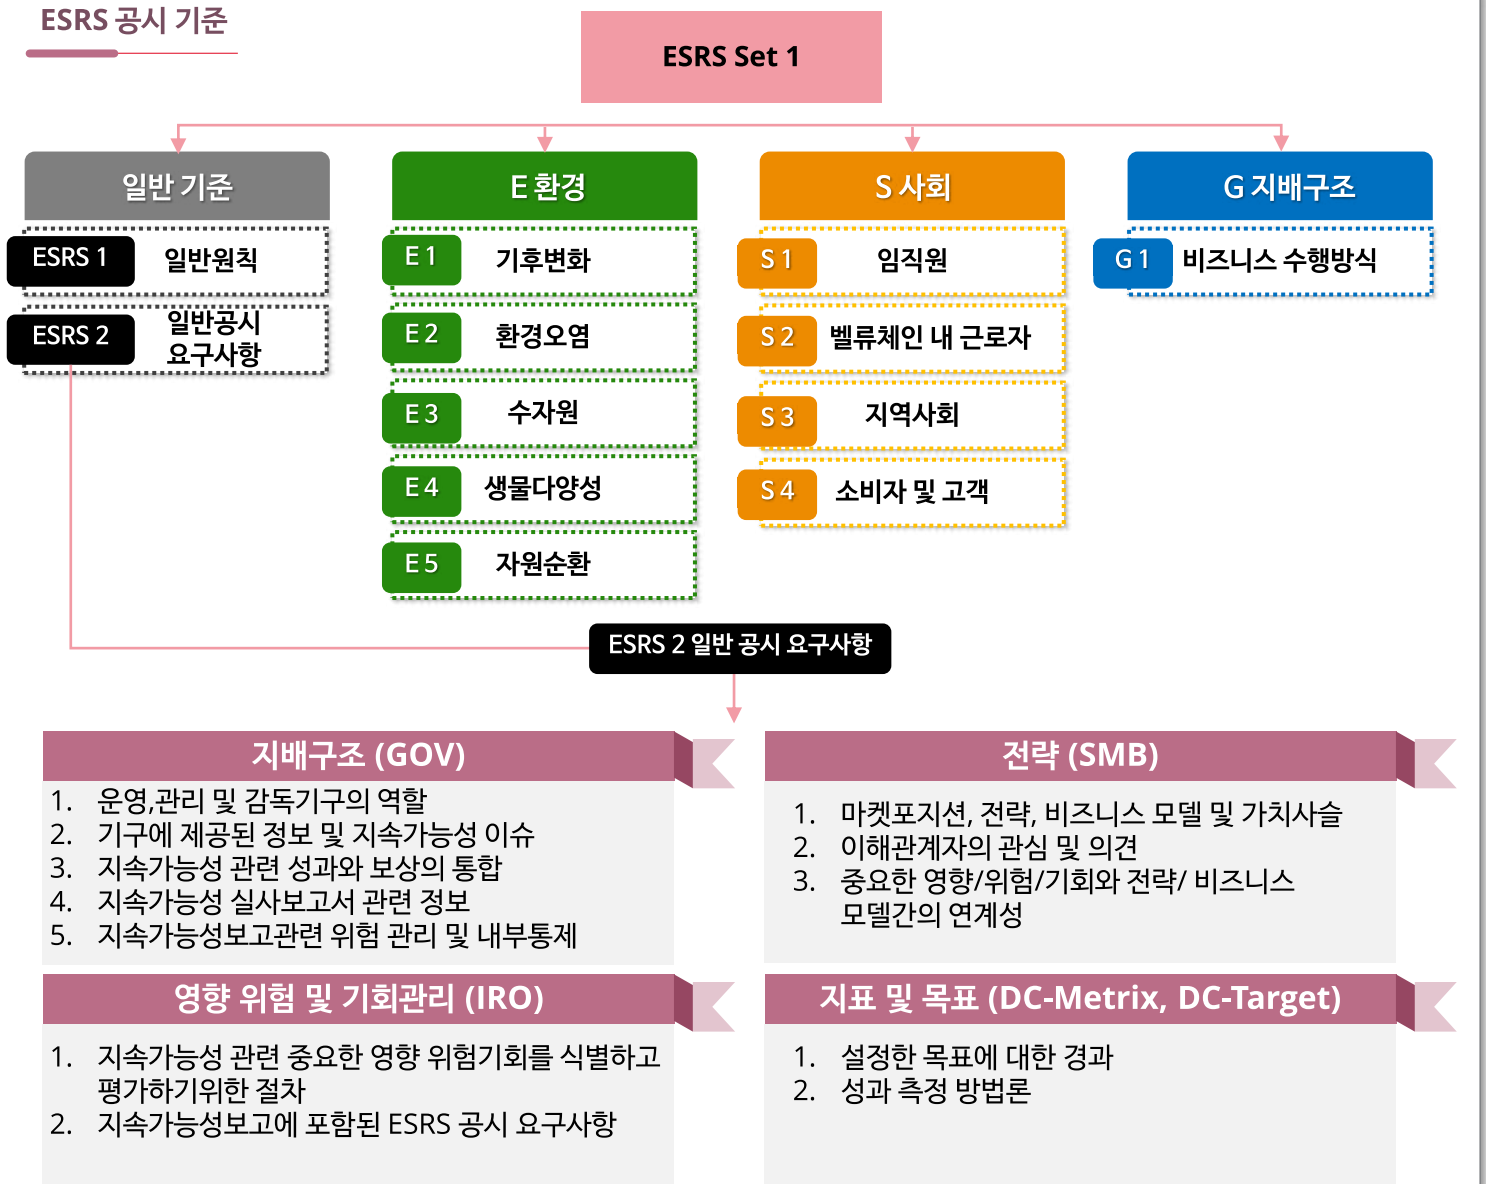 ESRS 공시 기준
ESRS Set 1
일반 기준
ESRS 1
일반원칙
ESRS 2
일반공시
요구사항
E 환경
E 1
기후변화
E 2
환경오염
E 3
수자원
E 4
생물다양성
E 5
자원순환
S 사회
S 1
임직원
S 2
벨류체인 내 근로자
S 3
지역사회
S 4
소비자 및 고객
G 지배구조
G 1
비즈니스 수행방식
ESRS 2 일반 공시 요구사항
지배구조 (GOV)
1. 운영,관리 및 감독기구의 역할
2. 기구에 제공된 정보 및 지속가능성 이슈
3. 지속가능성 관련 성과와 보상의 통합
4. 지속가능성 실사보고서 관련 정보
5. 지속가능성보고관련 위험 관리 및 내부통제
전략 (SMB)
1. 마켓포지션, 전략, 비즈니스 모델 및 가치사슬
2. 이해관계자의 관심 및 의견
3. 중요한 영향/위험/기회와 전략/ 비즈니스
모델간의 연계성
영향 위험 및 기회관리 (IRO)
1. 지속가능성 관련 중요한 영향 위험기회를 식별하고
평가하기위한 절차
2. 지속가능성보고에 포함된 ESRS 공시 요구사항
지표 및 목표 (DC-Metrix, DC-Target)
1. 설정한 목표에 대한 경과
2. 성과 측정 방법론